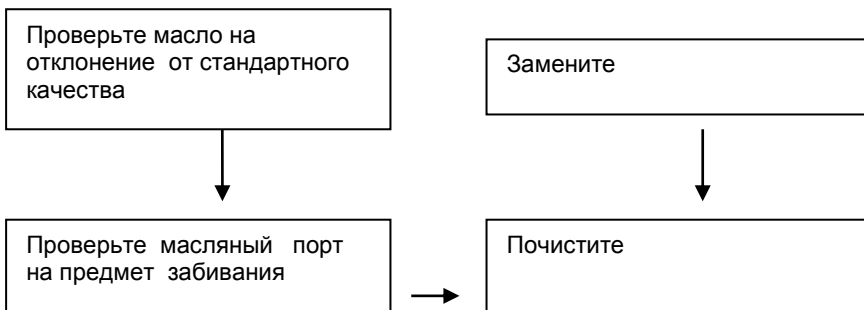 Проверьте масло на
отклонение от стандартного
качества
Замените
Проверьте масляный порт
на предмет забивания
Почистите